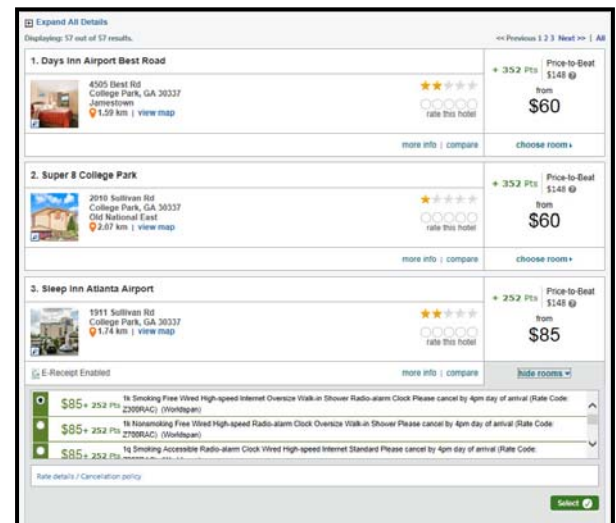 Expand All Details
Displaying: 57 out of 57 results.
<< Previous 1 2 3 Next >> | All
1. Days Inn Airport Best Road
4505 Best Rd
College Park, GA 30337
Jamestown
1.59 km | view map
rate this hotel
more info | compare
+ 352 Pts
Price-to-Beat
$148
from
$60
choose room
2. Super 8 College Park
2010 Sullivan Rd
College Park, GA 30337
Old National East
2.07 km | view map
rate this hotel
more info | compare
+ 352 Pts
Price-to-Beat
$148
from
$60
choose room
3. Sleep Inn Atlanta Airport
1911 Sullivan Rd
College Park, GA 30337
1.74 km | view map
rate this hotel
+ 252 Pts
Price-to-Beat
$148
from
$85
E-Receipt Enabled
more info | compare
hide rooms
$85+ 252 Pts 1k Smoking Free Wired High-speed Internet Oversize Walk-in Shower Radio-alarm Clock Please cancel by 4pm day of arrival (Rate Code:
Z300RAC) (Worldspan)
$85+ 252 Pts 1k Nonsmoking Free Wired High-speed Radio-alarm Clock Oversize Walk-in Shower Please cancel by 4pm day of arrival (Rate Code:
Z700RAC) (Worldspan)
$85+ 252 Pts 1q Smoking Accessible Radio-alarm Clock Wired High-speed Internet Standard Please cancel by 4pm day of arrival (Rate Code:
Rate details / Cancellation policy
Select